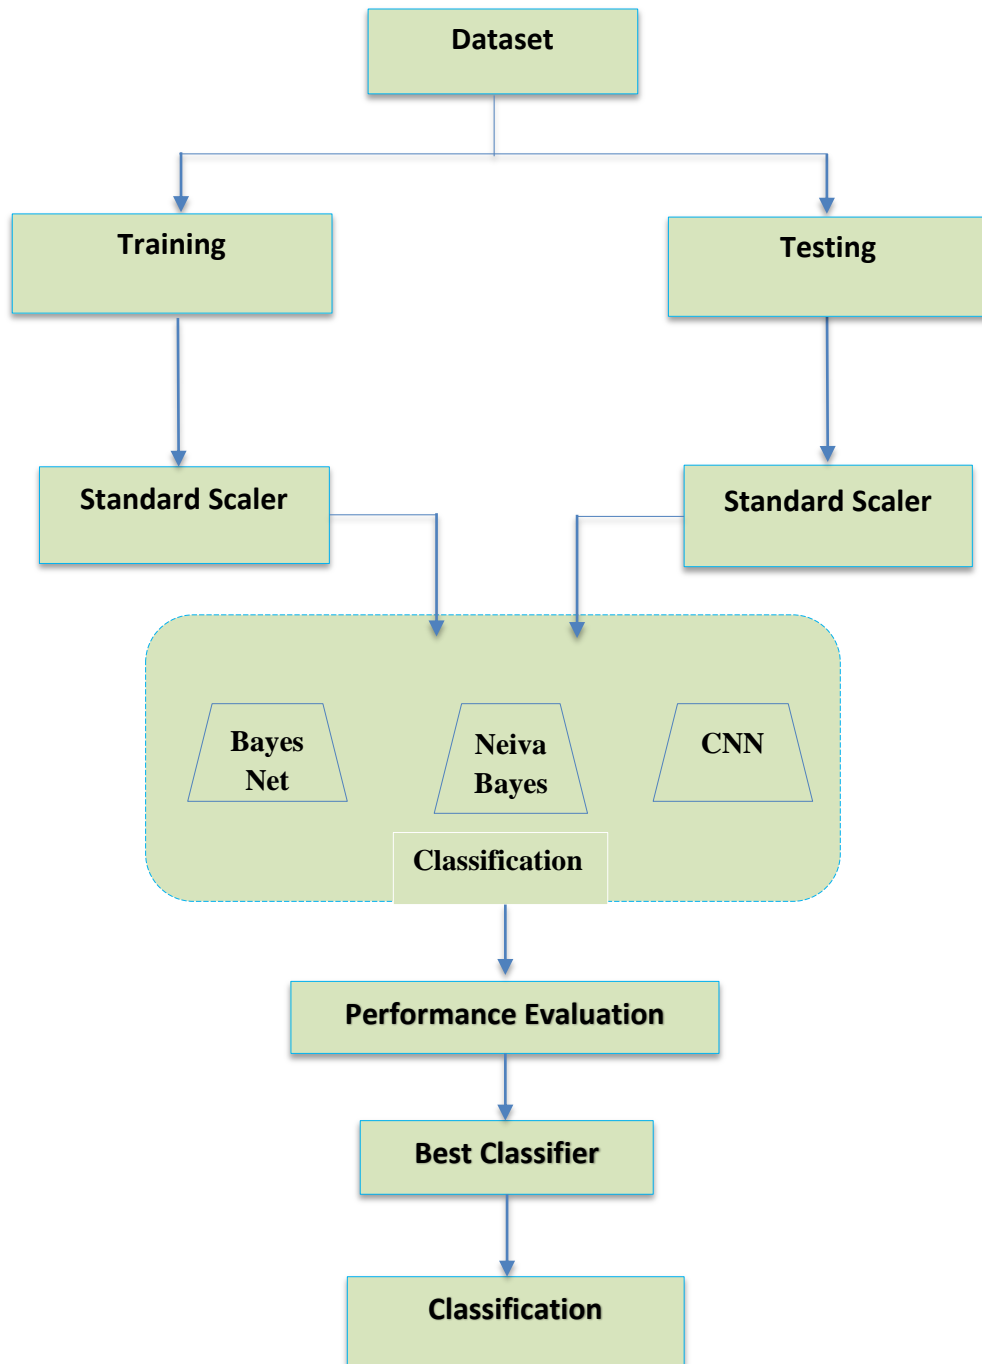 Dataset
Training
Testing
Standard Scaler
Standard Scaler
Bayes
Net
Neiva
Bayes
CNN
Classification
Performance Evaluation
Best Classifier
Classification